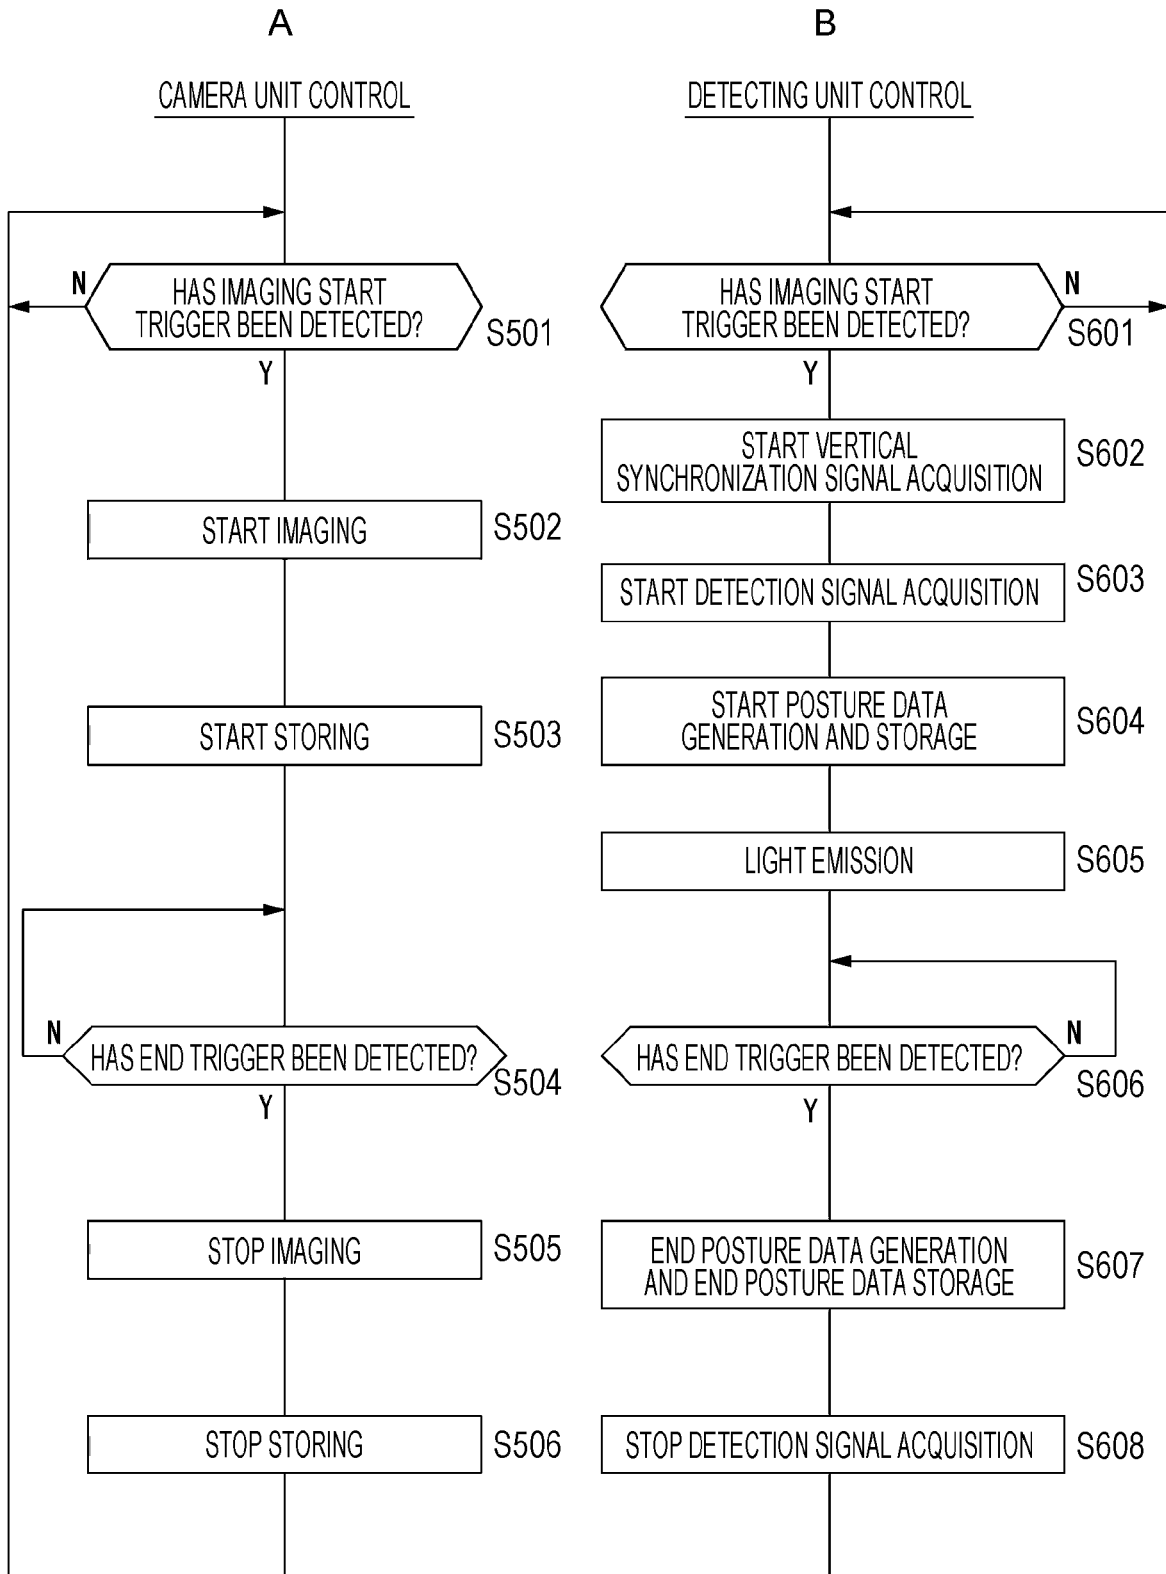 A
CAMERA UNIT CONTROL
N
HAS IMAGING START
TRIGGER BEEN DETECTED?
S501
Y
START IMAGING
S502
START STORING
S503
N
HAS END TRIGGER BEEN DETECTED?
S504
Y
STOP IMAGING
S505
STOP STORING
S506
B
DETECTING UNIT CONTROL
HAS IMAGING START
TRIGGER BEEN DETECTED?
N
S601
Y
START VERTICAL
SYNCHRONIZATION SIGNAL ACQUISITION
S602
START DETECTION SIGNAL ACQUISITION
S603
START POSTURE DATA
GENERATION AND STORAGE
S604
LIGHT EMISSION
S605
HAS END TRIGGER BEEN DETECTED?
N
S606
Y
END POSTURE DATA GENERATION
AND END POSTURE DATA STORAGE
S607
STOP DETECTION SIGNAL ACQUISITION
S608